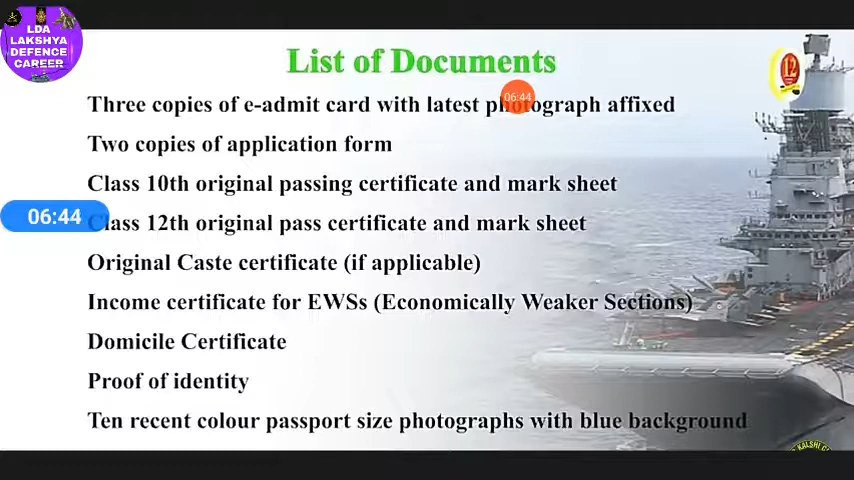 LDA
LAKSHYA
DEFENCE
CAREER
List of Documents
12
Three copies of e-admit card with latest photograph affixed
06:44
Two copies of application form
Class 10th original passing certificate and mark sheet
06:44
Class 12th original pass certificate and mark sheet
Original Caste certificate (if applicable)
Income certificate for EWSs (Economically Weaker Sections)
Domicile Certificate
Proof of identity
Ten recent colour passport size photographs with blue background
KALSHI